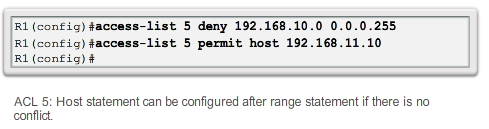 R1(config)#access-list 5 deny 192.168.10.0 0.0.0.255
R1(config)#access-list 5 permit host 192.168.11.10
R1(config)#
ACL 5: Host statement can be configured after range statement if there is no
conflict.